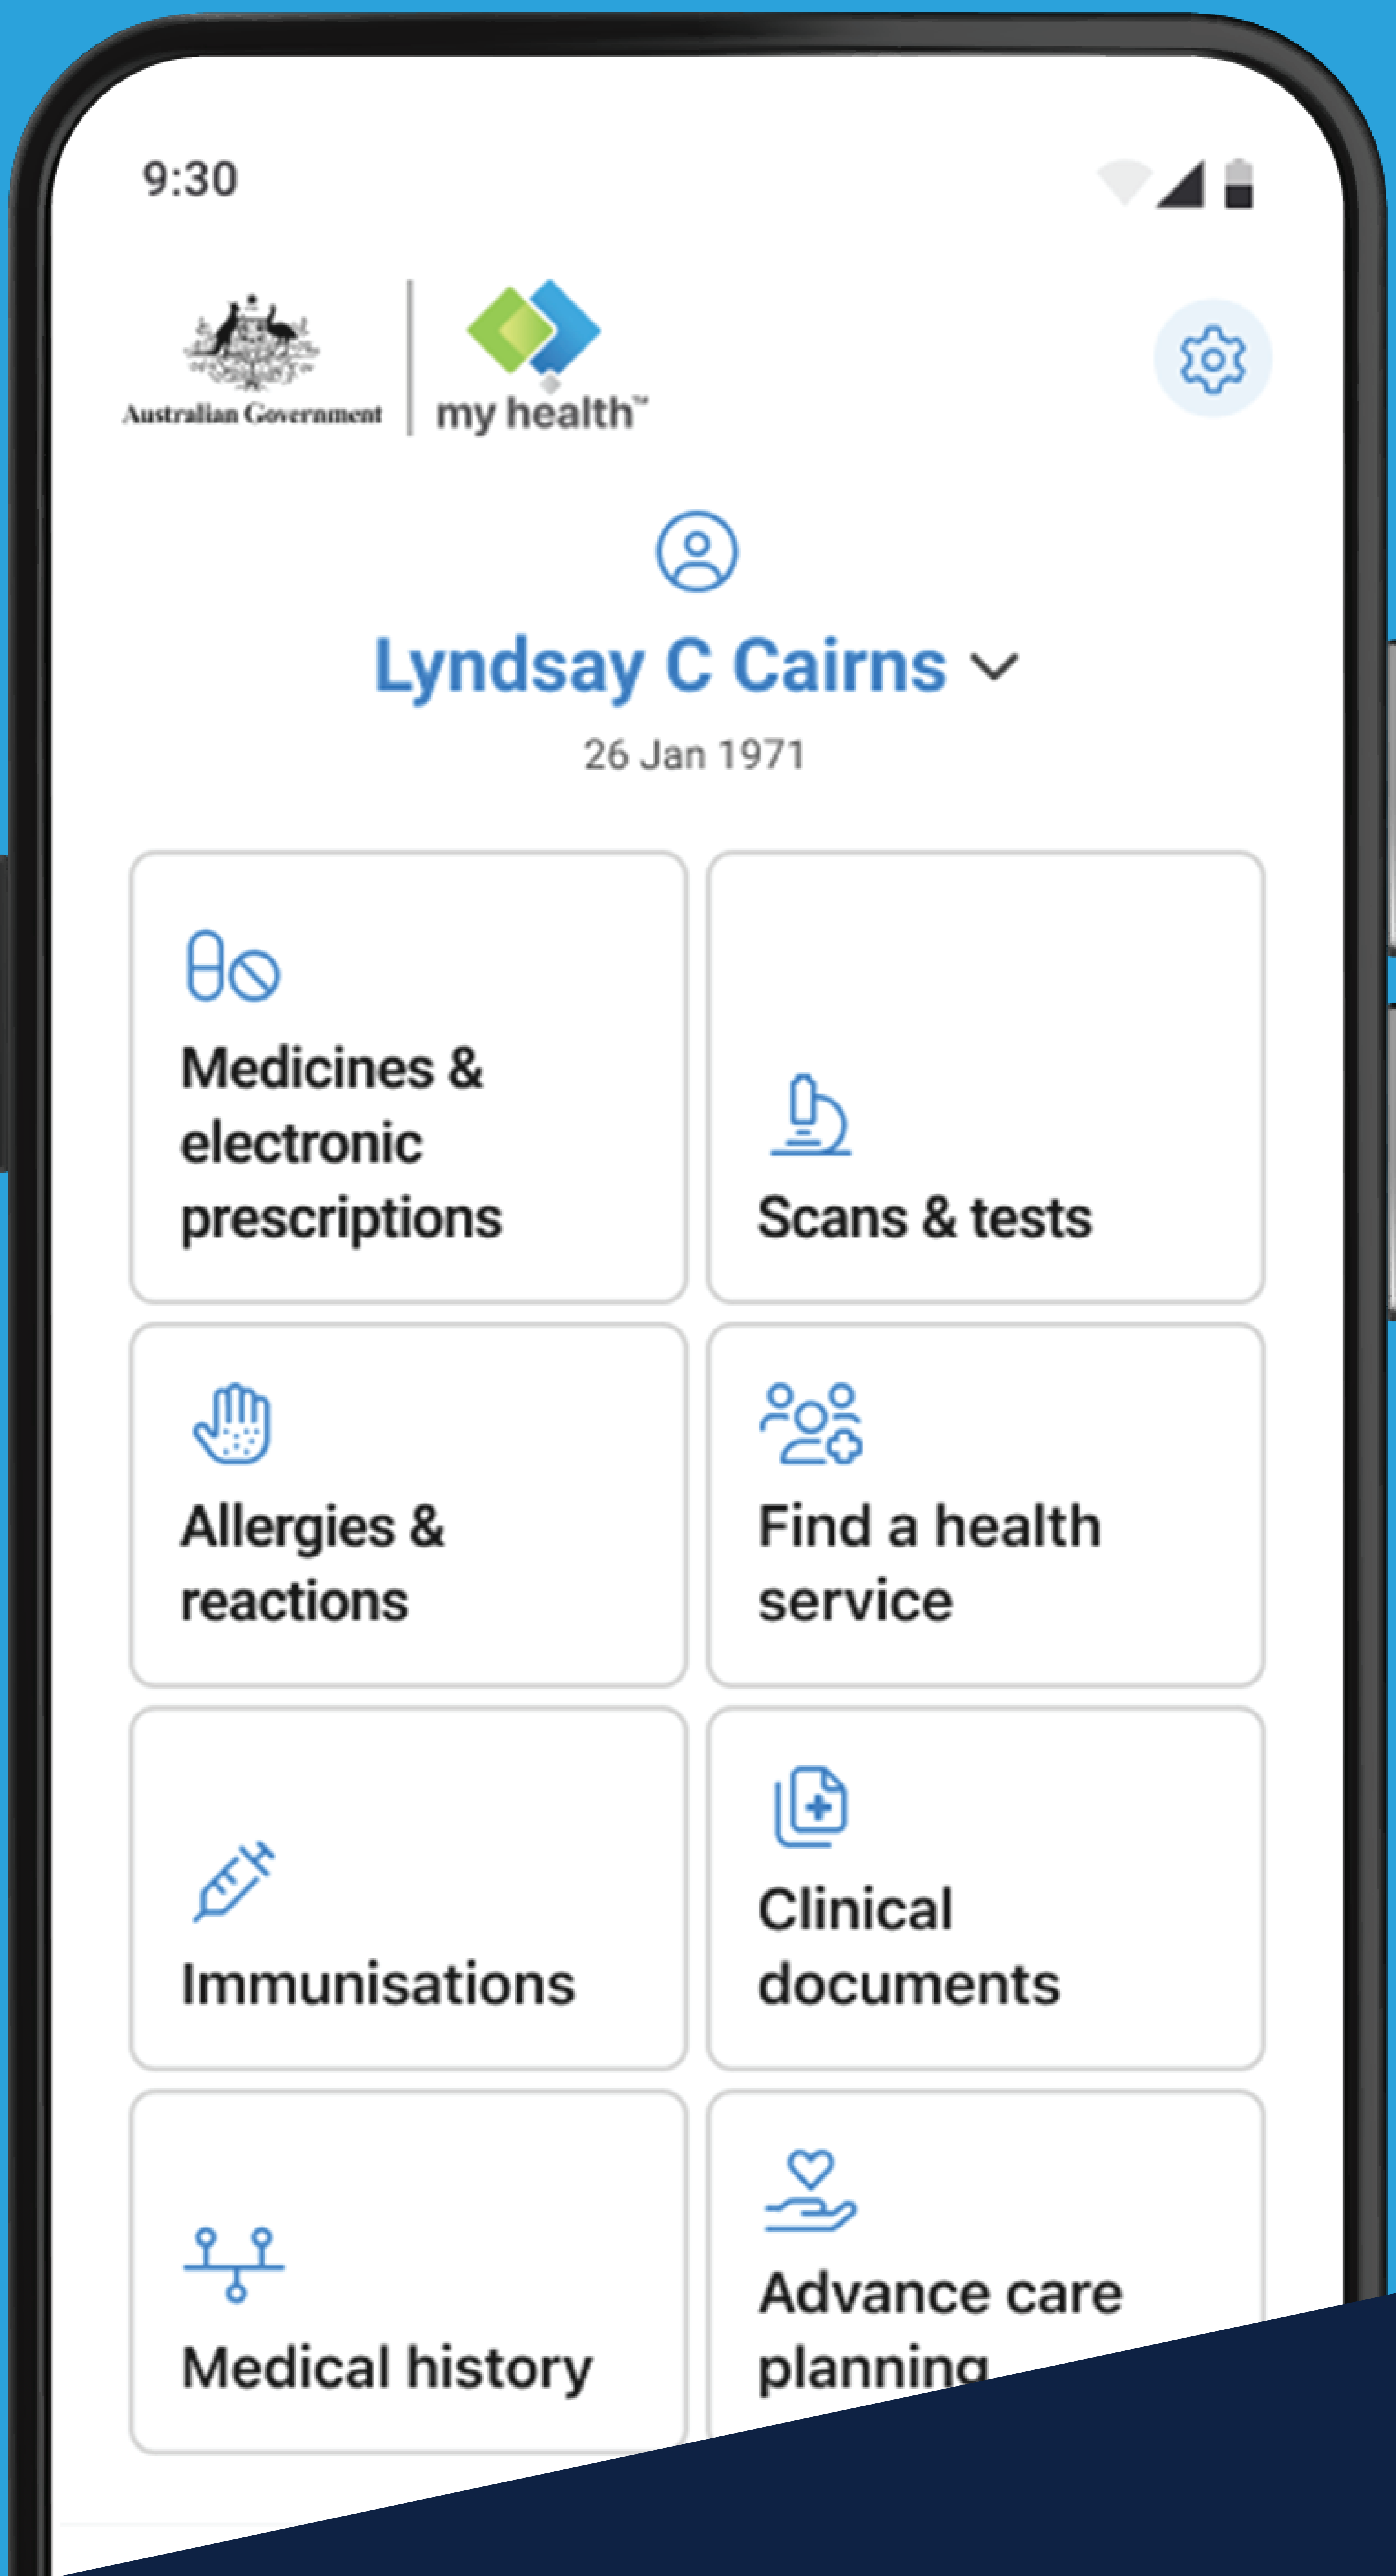 9:30
Australian Government
my health™
Lyndsay C Cairns
26 Jan 1971
Medicines &
electronic
prescriptions
Scans & tests
Allergies &
reactions
Find a health
service
Immunisations
Clinical
documents
Medical history
Advance care
planning